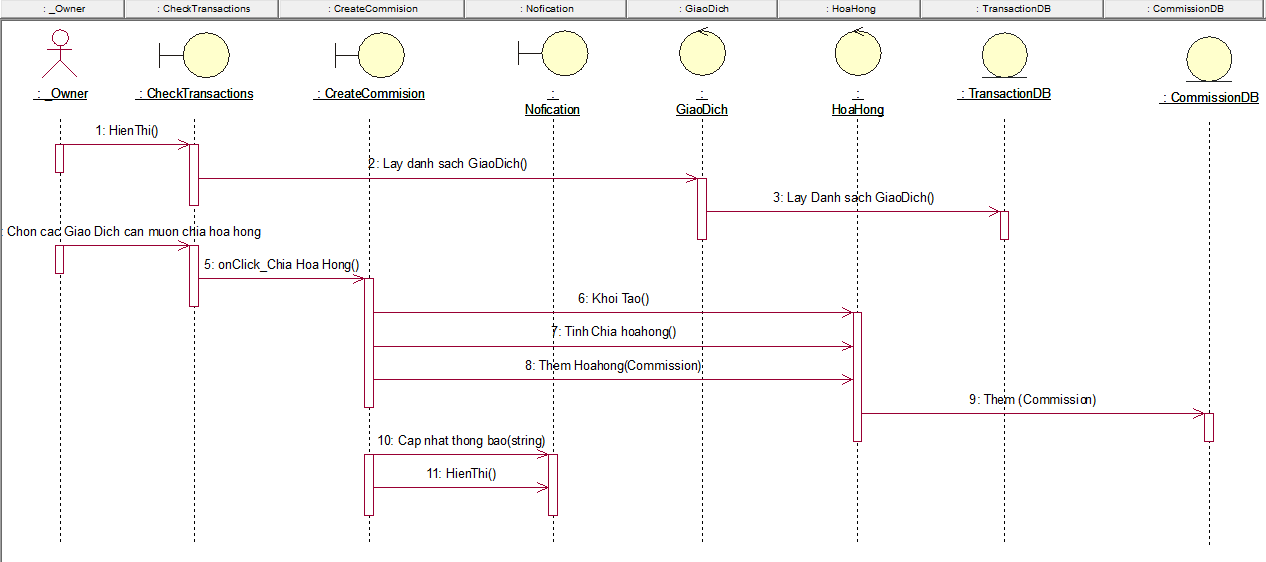 : _Owner
: CheckTransactions
: CreateCommision
: Nofication
: GiaoDich
: HoaHong
: TransactionDB
: CommissionDB
: _Owner
: CheckTransactions
: CreateCommision
:
Nofication
:
GiaoDich
:
HoaHong
: TransactionDB
: CommissionDB
1: HienThi()
2: Lay danh sach GiaoDich()
3: Lay Danh sach GiaoDich()
: Chon cac Giao Dich can muon chia hoa hong
5: onClick_Chia Hoa Hong()
6: Khoi Tao()
7: Tinh Chia hoahong()
8: Them Hoahong(Commission)
9: Them (Commission)
10: Cap nhat thong bao(string)
11: HienThi()